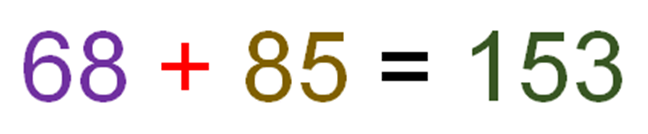 68 + 85 = 153